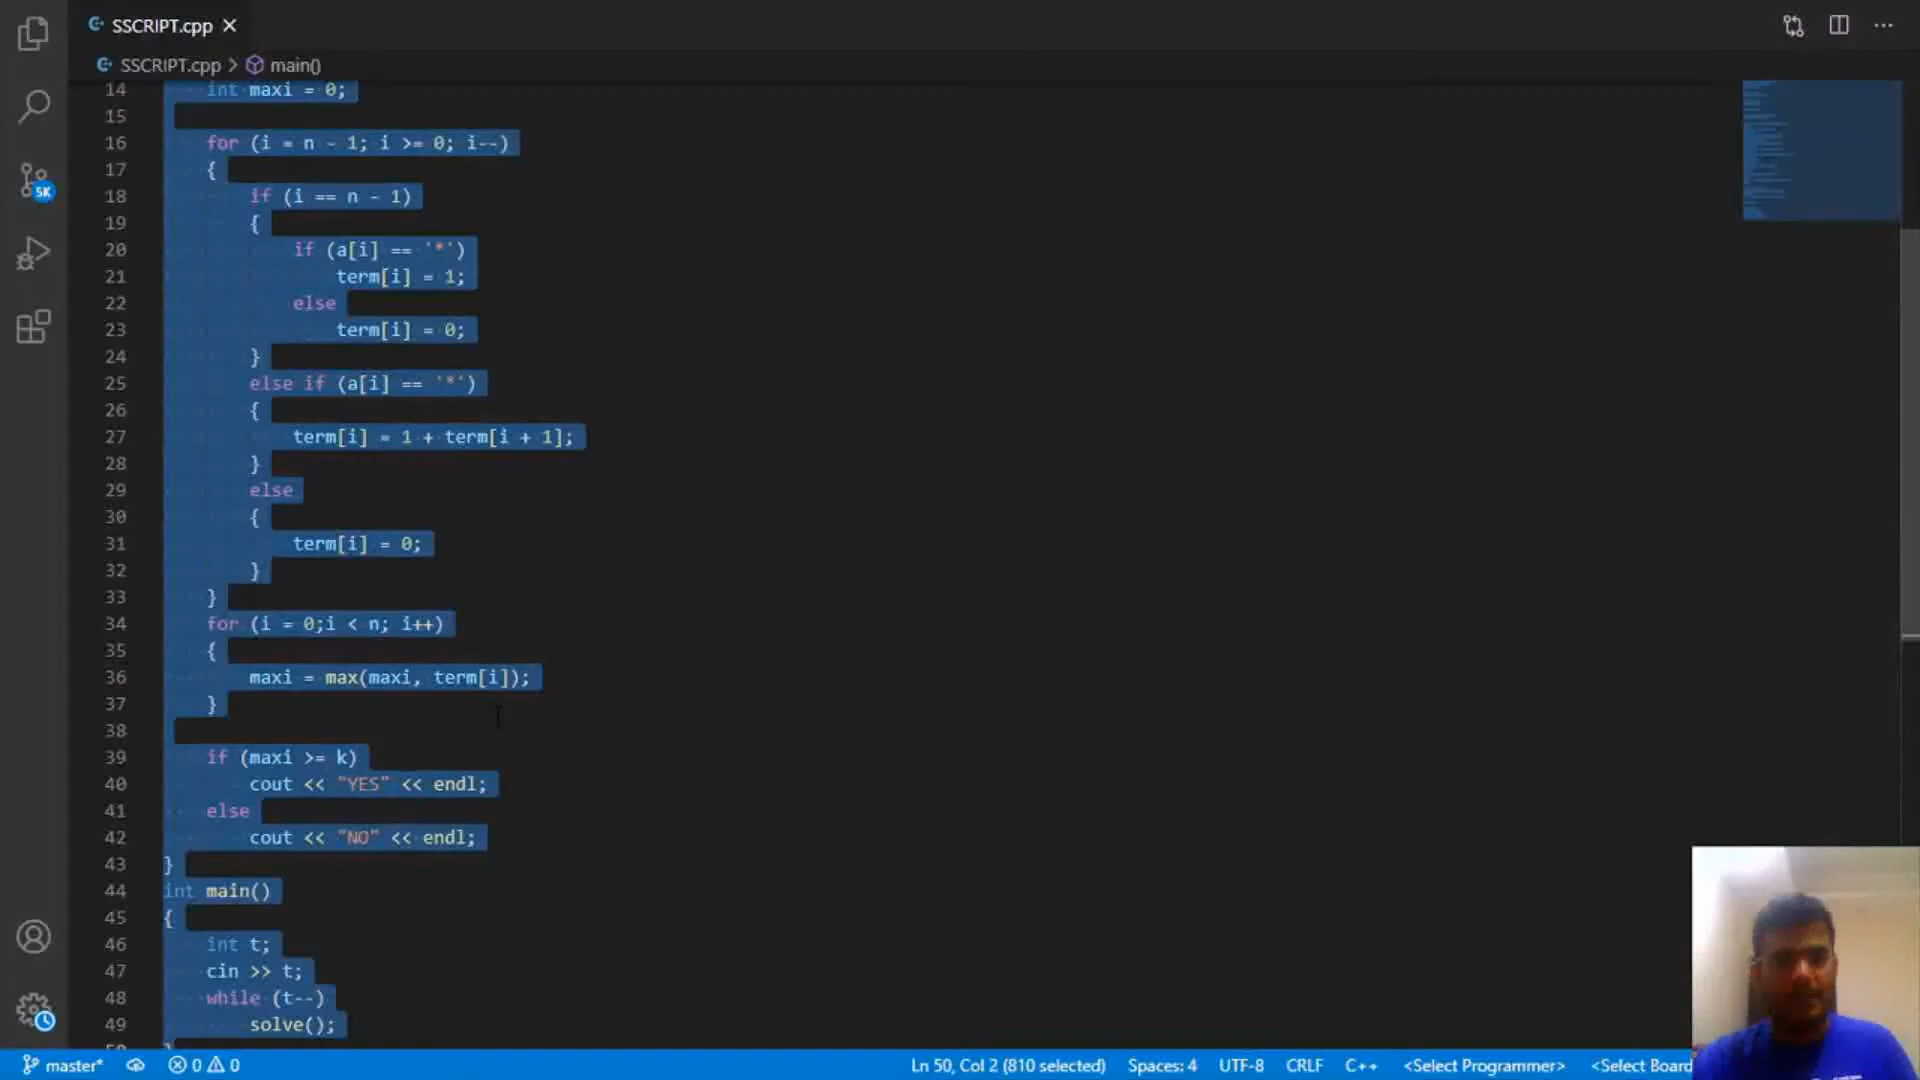 SSCRIPT.cpp
SSCRIPT.cpp > main()
14 int maxi = 0;
15
16 for (i = n - 1; i >= 0; i--)
17 {
18 if (i == n - 1)
19 {
20 if (a[i] == '*')
21 term[i] = 1;
22 else
23 term[i] = 0;
24 }
25 else if (a[i] == '*')
26 {
27 term[i] = 1 + term[i + 1];
28 }
29 else
30 {
31 term[i] = 0;
32 }
33 }
34 for (i = 0;i < n; i++)
35 {
36 maxi = max(maxi, term[i]);
37 }
38
39 if (maxi >= k)
40 cout << "YES" << endl;
41 else
42 cout << "NO" << endl;
43 }
44 int main()
45 {
46 int t;
47 cin >> t;
48 while (t--)
49 solve();
5K
master* 0 0 Ln 50, Col 2 (810 selected) Spaces: 4 UTF-8 CRLF C++ <Select Programmer> <Select Board